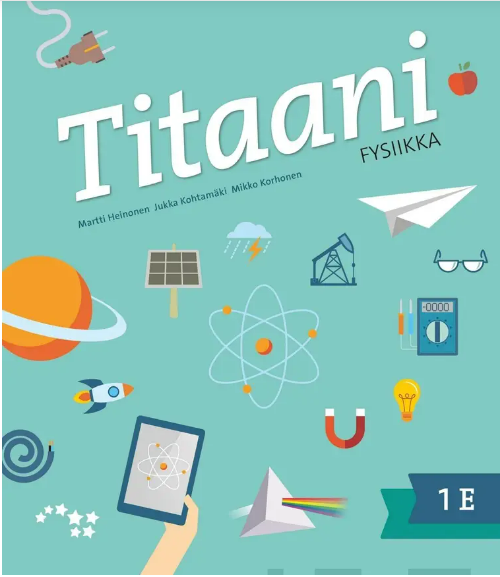 Titaani
FYSIIKKA
Martti Heinonen Jukka Kohtamäki Mikko Korhonen
-0000
1 E